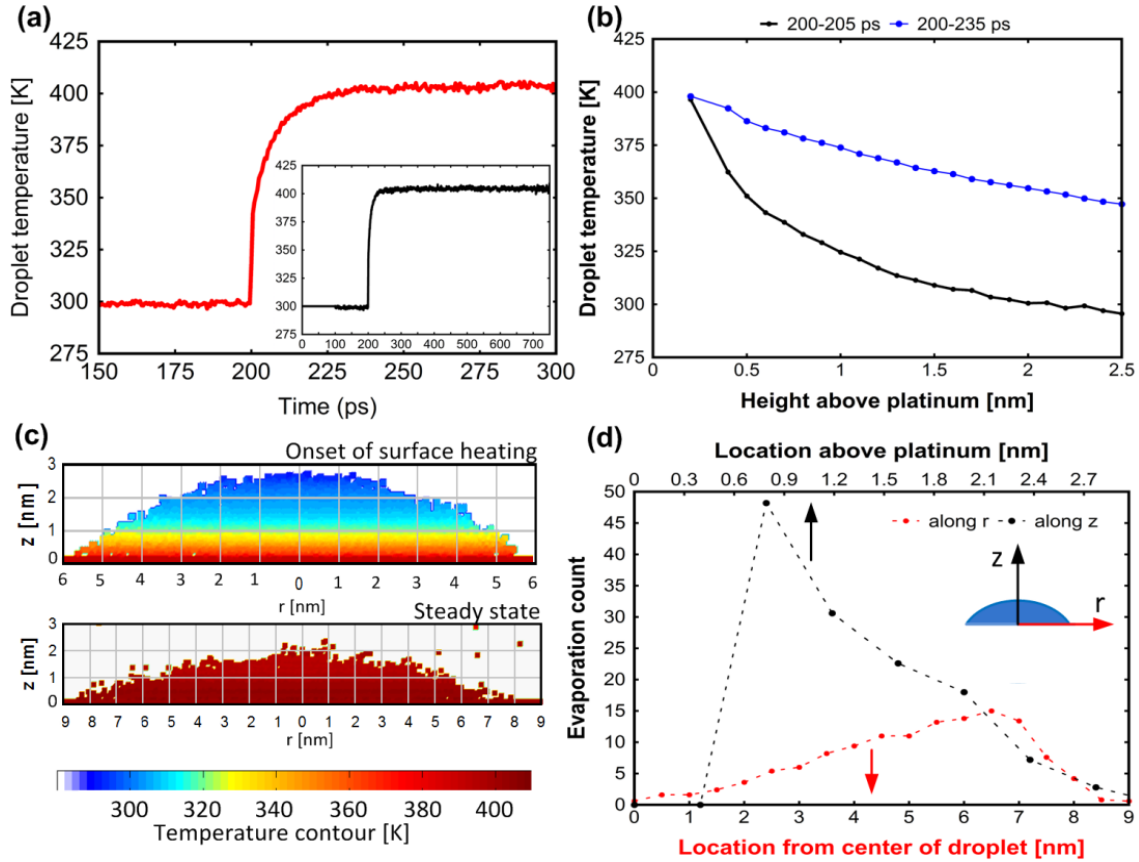 (a)
Droplet temperature [K]
425
400
375
350
325
300
275
150 175 200 225 250 275 300
Time (ps)
425
400
375
350
325
300
275
0 100 200 300 400 500 600 700
(b)
200-205 ps 200-235 ps
Droplet temperature [K]
425
400
375
350
325
300
275
0 0.5 1 1.5 2 2.5
Height above platinum [nm]
(c)
Onset of surface heating
z [nm]
3
2
1
0
6 5 4 3 2 1 0 1 2 3 4 5 6
r [nm]
Steady state
z [nm]
3
2
1
0
9 8 7 6 5 4 3 2 1 0 1 2 3 4 5 6 7 8 9
r [nm]
300 320 340 360 380 400
Temperature contour [K]
(d)
Location above platinum [nm]
0 0.3 0.6 0.9 1.2 1.5 1.8 2.1 2.4 2.7
Evaporation count
50
45
40
35
30
25
20
15
10
5
0
along r along z
z
r
0 1 2 3 4 5 6 7 8 9
Location from center of droplet [nm]